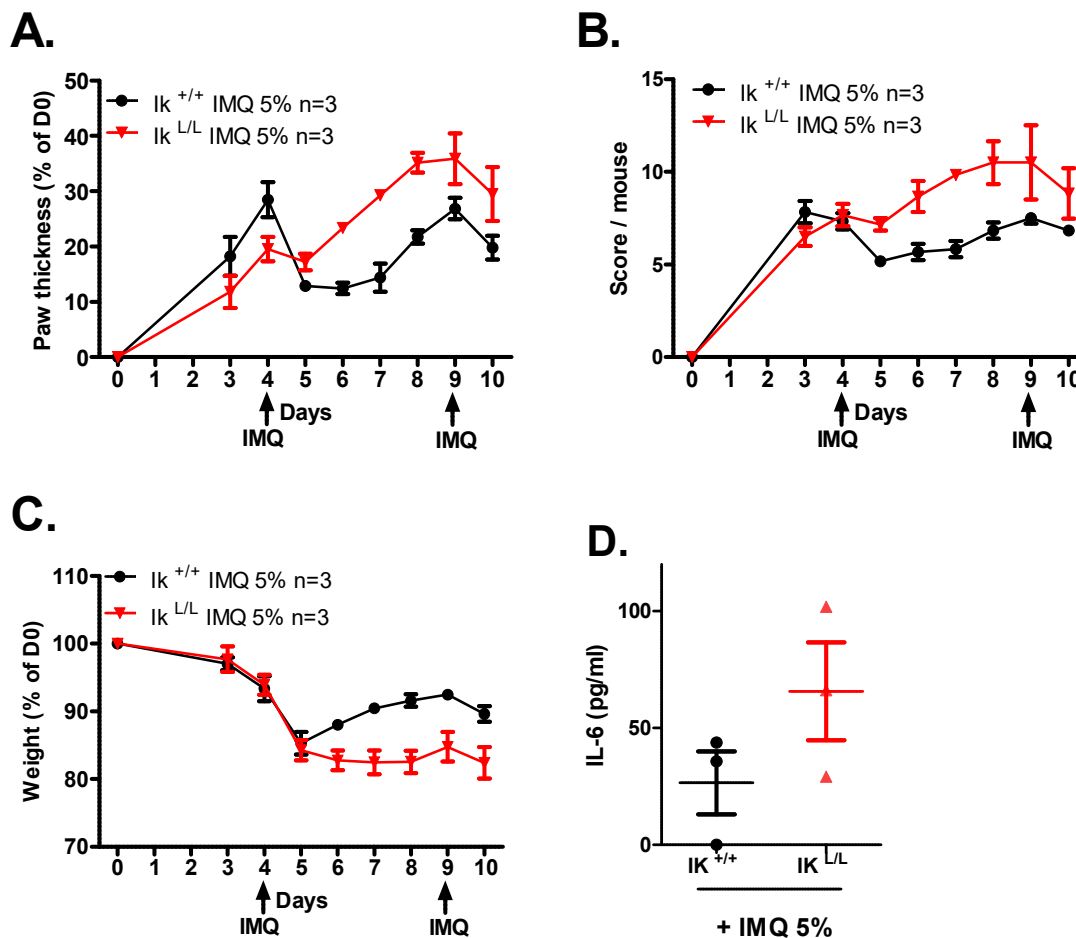 A.
Paw thickness (% of D0)
50
40
30
20
10
0
Ik +/+ IMQ 5% n=3
Ik L/L IMQ 5% n=3
0 1 2 3 4 5 6 7 8 9 10
Days
IMQ IMQ
B.
Score / mouse
15
10
5
0
Ik +/+ IMQ 5% n=3
Ik L/L IMQ 5% n=3
0 1 2 3 4 5 6 7 8 9 10
Days
IMQ IMQ
C.
Weight (% of D0)
110
100
90
80
70
Ik +/+ IMQ 5% n=3
Ik L/L IMQ 5% n=3
0 1 2 3 4 5 6 7 8 9 10
Days
IMQ IMQ
D.
IL-6 (pg/ml)
100
50
0
IK +/+ IK L/L
+ IMQ 5%